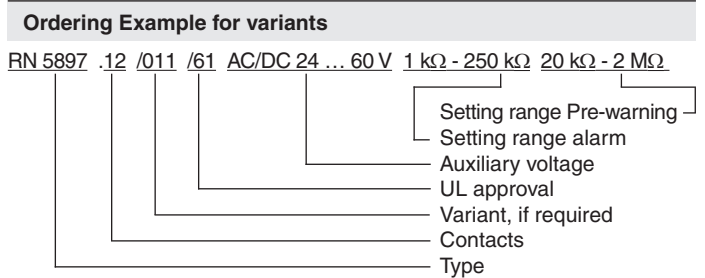 Ordering Example for variants
RN 5897 .12 /011 /61 AC/DC 24 … 60 V 1 kΩ - 250 kΩ 20 kΩ - 2 MΩ
Setting range Pre-warning
Setting range alarm
Auxiliary voltage
UL approval
Variant, if required
Contacts
Type